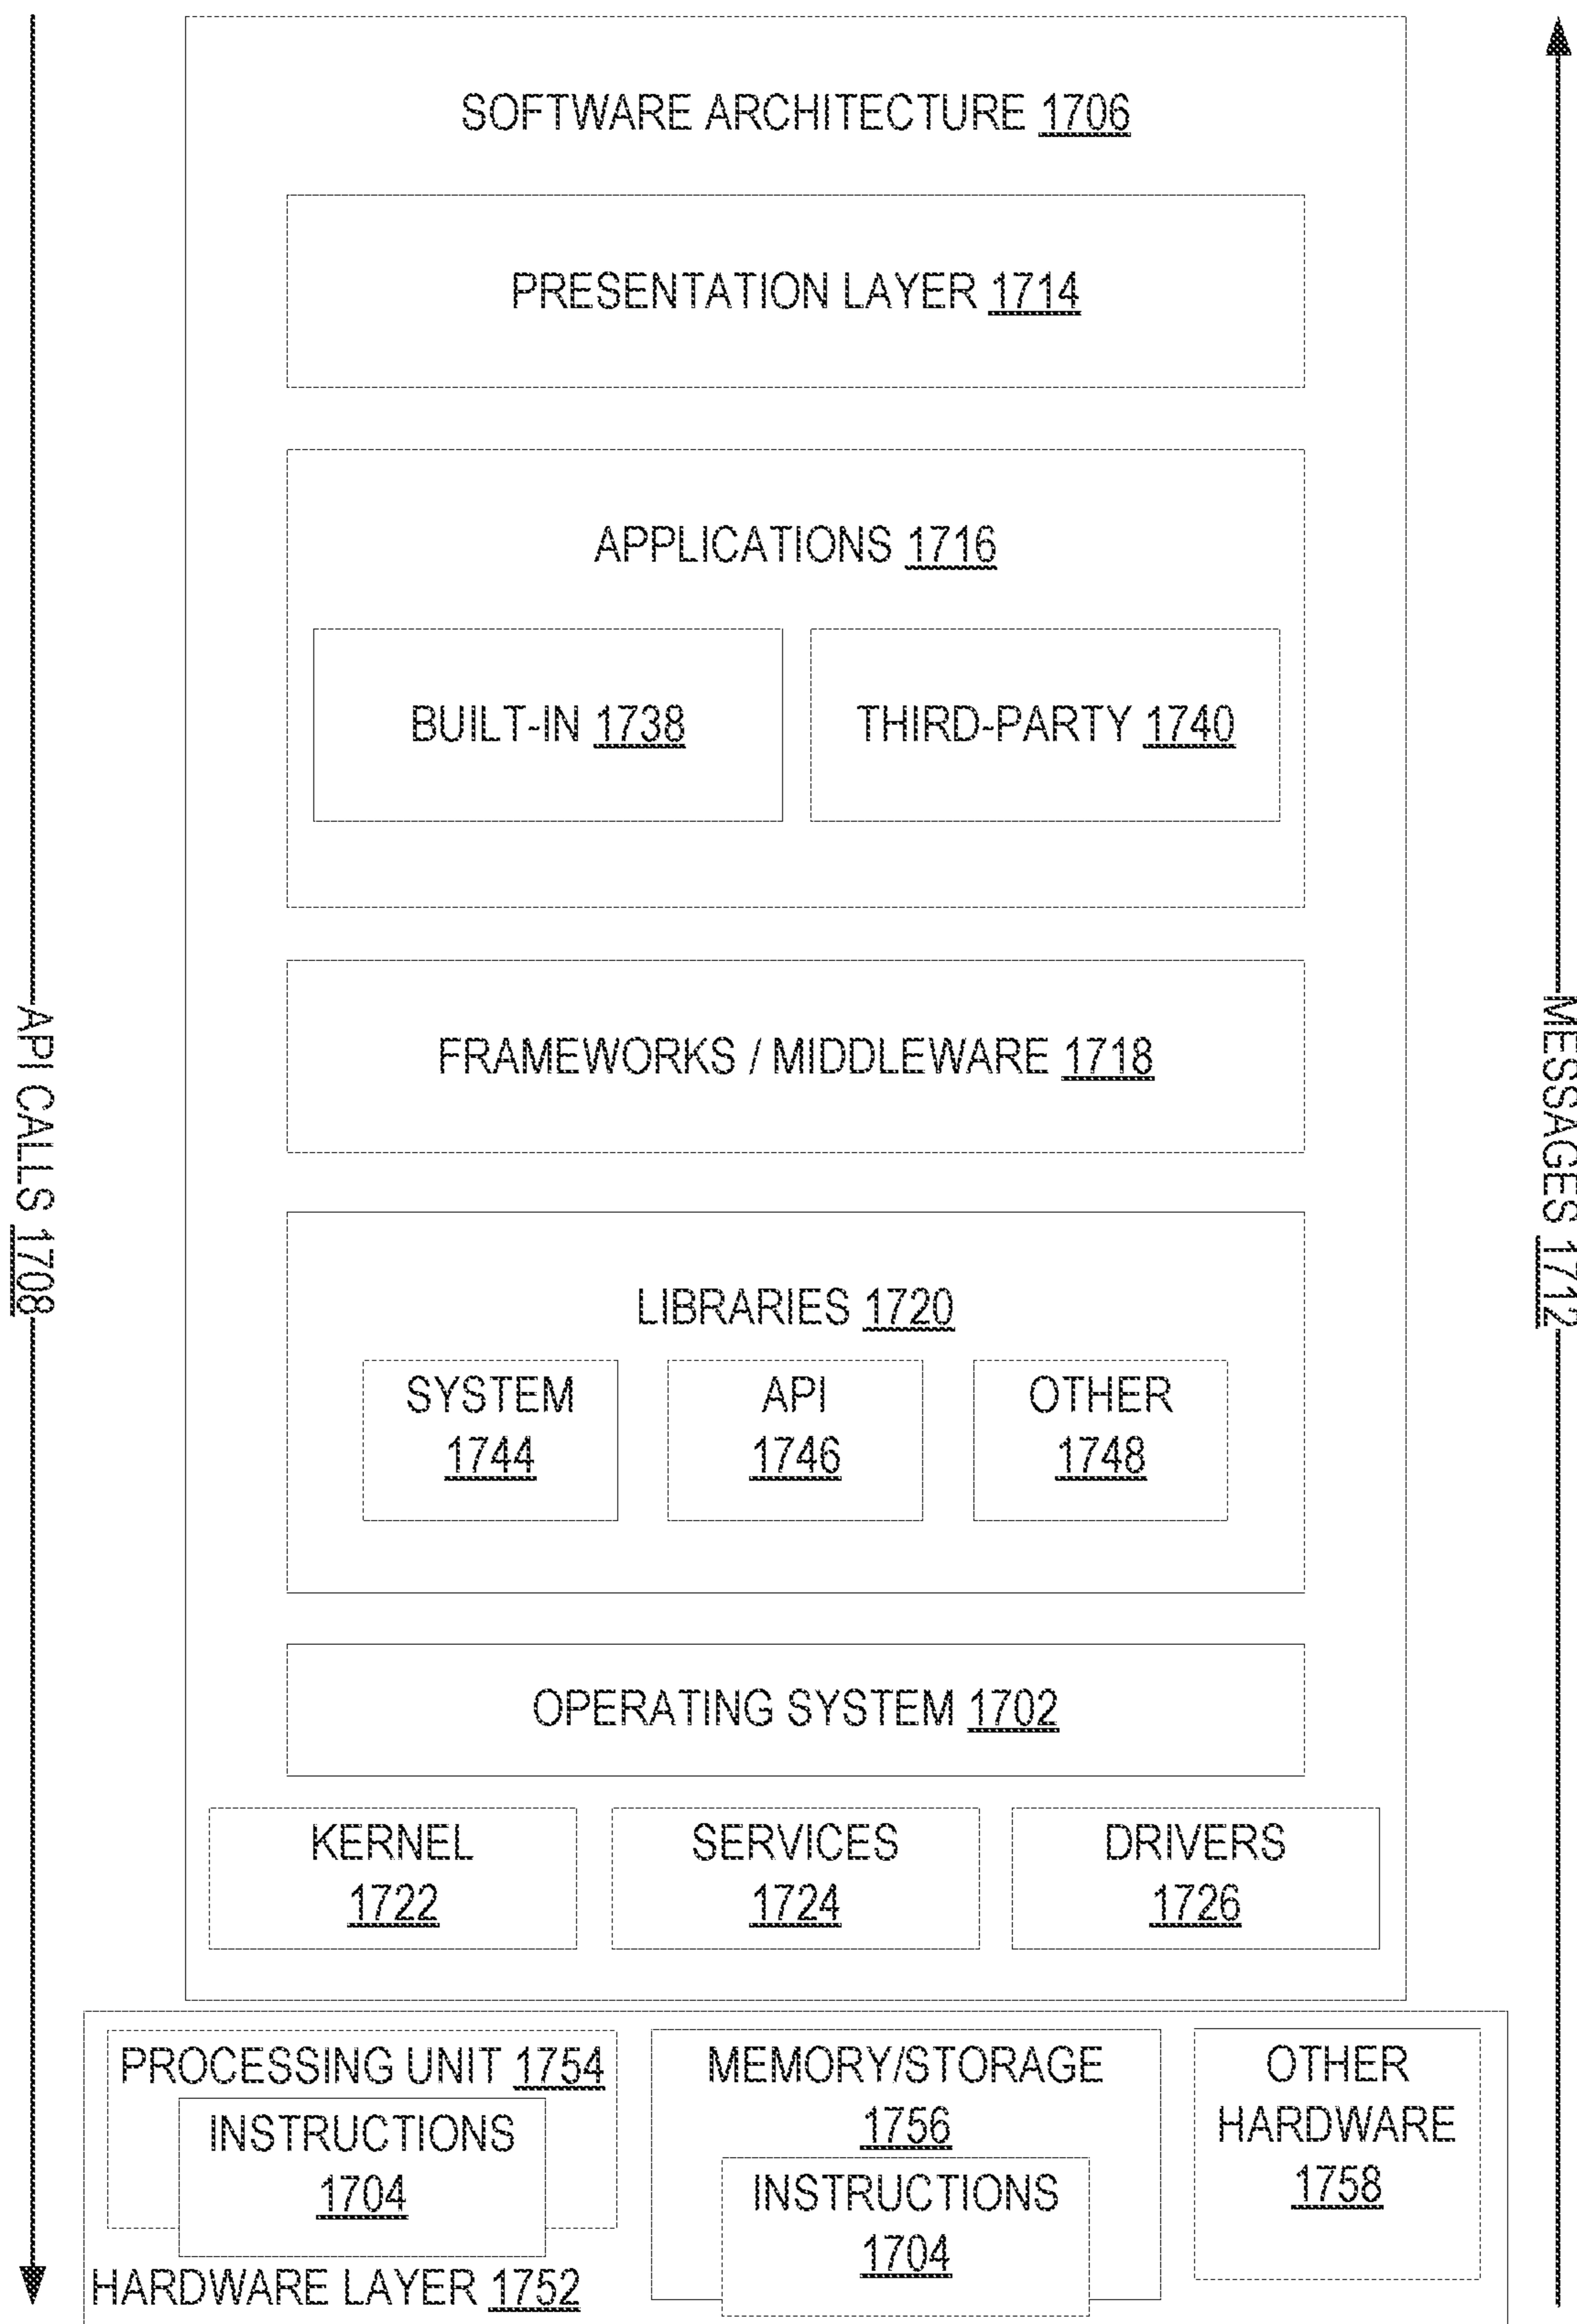 SOFTWARE ARCHITECTURE 1706
PRESENTATION LAYER 1714
APPLICATIONS 1716
BUILT-IN 1738
THIRD-PARTY 1740
FRAMEWORKS / MIDDLEWARE 1718
API CALLS 1708
MESSAGES 1712
LIBRARIES 1720
SYSTEM
1744
API
1746
OTHER
1748
OPERATING SYSTEM 1702
KERNEL
1722
SERVICES
1724
DRIVERS
1726
PROCESSING UNIT 1754
INSTRUCTIONS
1704
MEMORY/STORAGE
1756
INSTRUCTIONS
1704
OTHER
HARDWARE
1758
HARDWARE LAYER 1752